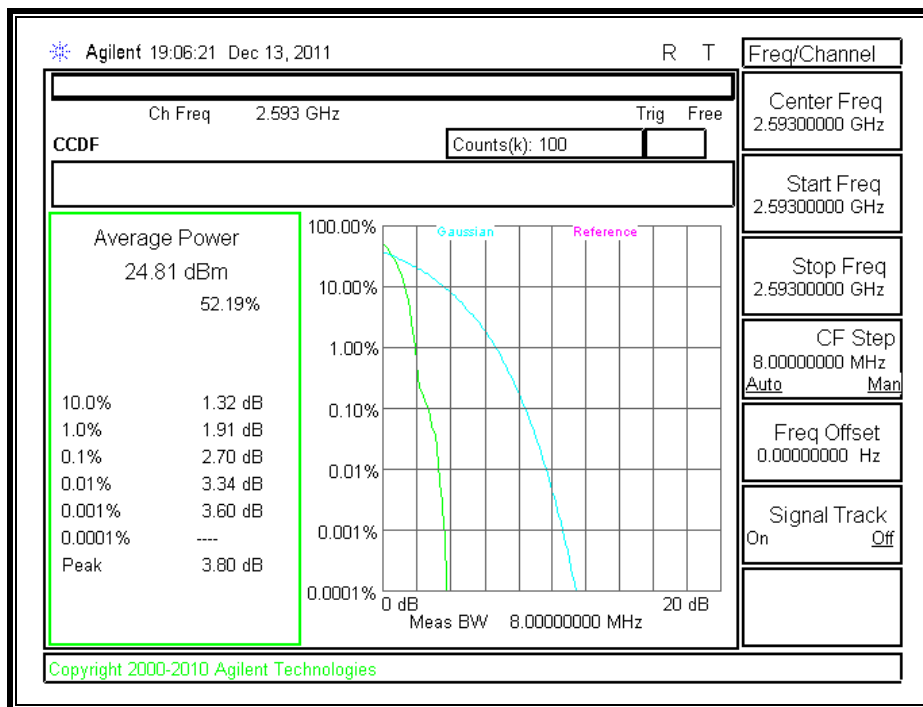 Agilent 19:06:21 Dec 13, 2011 R T
Ch Freq 2.593 GHz Trig Free
CCDF Counts(k): 100
Average Power
24.81 dBm
52.19%
10.0% 1.32 dB
1.0% 1.91 dB
0.1% 2.70 dB
0.01% 3.34 dB
0.001% 3.60 dB
0.0001% ----
Peak 3.80 dB
Gaussian Reference
100.00%
10.00%
1.00%
0.10%
0.01%
0.001%
0.0001%
0 dB 20 dB
Meas BW 8.00000000 MHz
Freq/Channel
Center Freq
2.59300000 GHz
Start Freq
2.59300000 GHz
Stop Freq
2.59300000 GHz
CF Step
8.00000000 MHz
Auto Man
Freq Offset
0.00000000 Hz
Signal Track
On Off
Copyright 2000-2010 Agilent Technologies